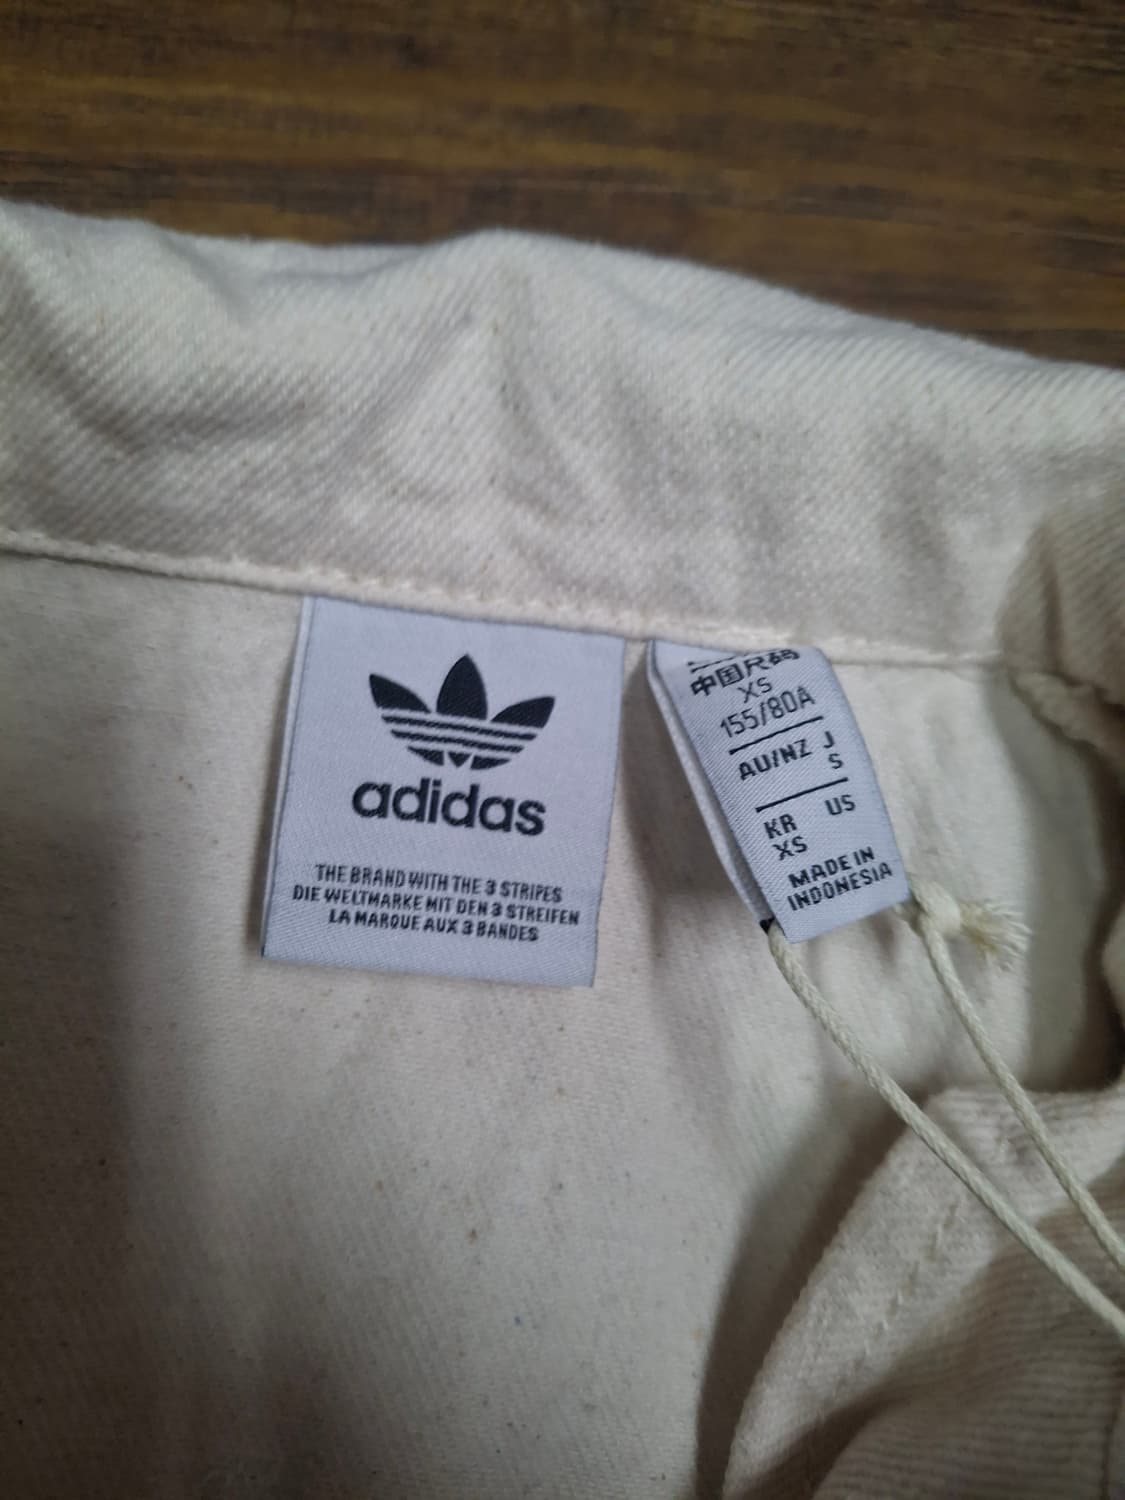 adidas
THE BRAND WITH THE 3 STRIPES
DIE WELTMARKE MIT DEN 3 STREIFEN
LA MARQUE AUX 3 BANDES
中国尺码
XS
155/80A
AU/NZ J
S
KR US
XS
MADE IN
INDONESIA